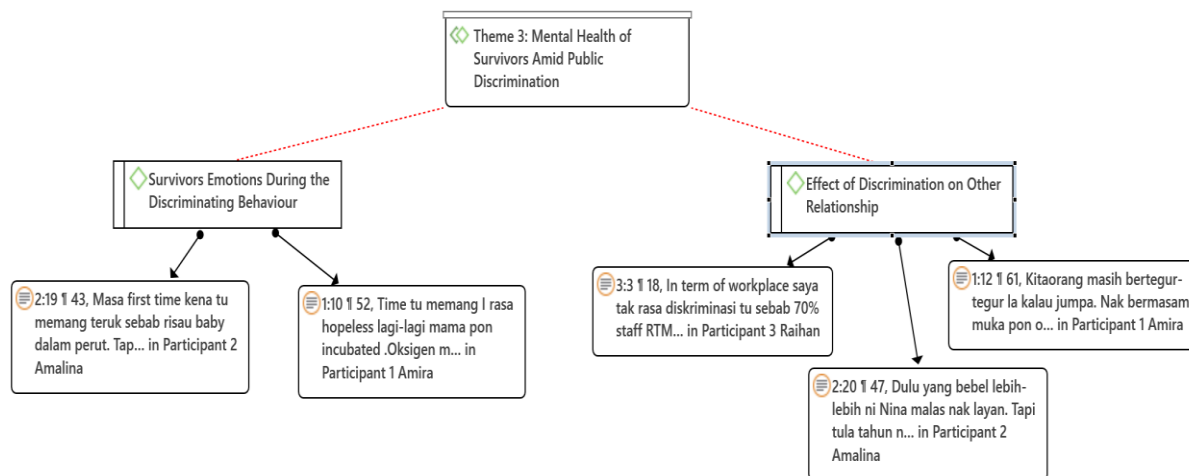 Theme 3: Mental Health of
Survivors Amid Public
Discrimination
Survivors Emotions During the
Discriminating Behaviour
Effect of Discrimination on Other
Relationship
2:19 ¶ 43, Masa first time kena tu
memang teruk sebab risau baby
dalam perut. Tap... in Participant 2
Amalina
1:10 ¶ 52, Time tu memang I rasa
hopeless lagi-lagi mama pon
incubated .Oksigen m... in
Participant 1 Amira
3:3 ¶ 18, In term of workplace saya
tak rasa diskriminasi tu sebab 70%
staff RTM... in Participant 3 Raihan
2:20 ¶ 47, Dulu yang bebel lebih-
lebih ni Nina malas nak layan. Tapi
tula tahun n... in Participant 2
Amalina
1:12 ¶ 61, Kitaorang masih bertegur-
tegur la kalau jumpa. Nak bermasam
muka pon o... in Participant 1 Amira